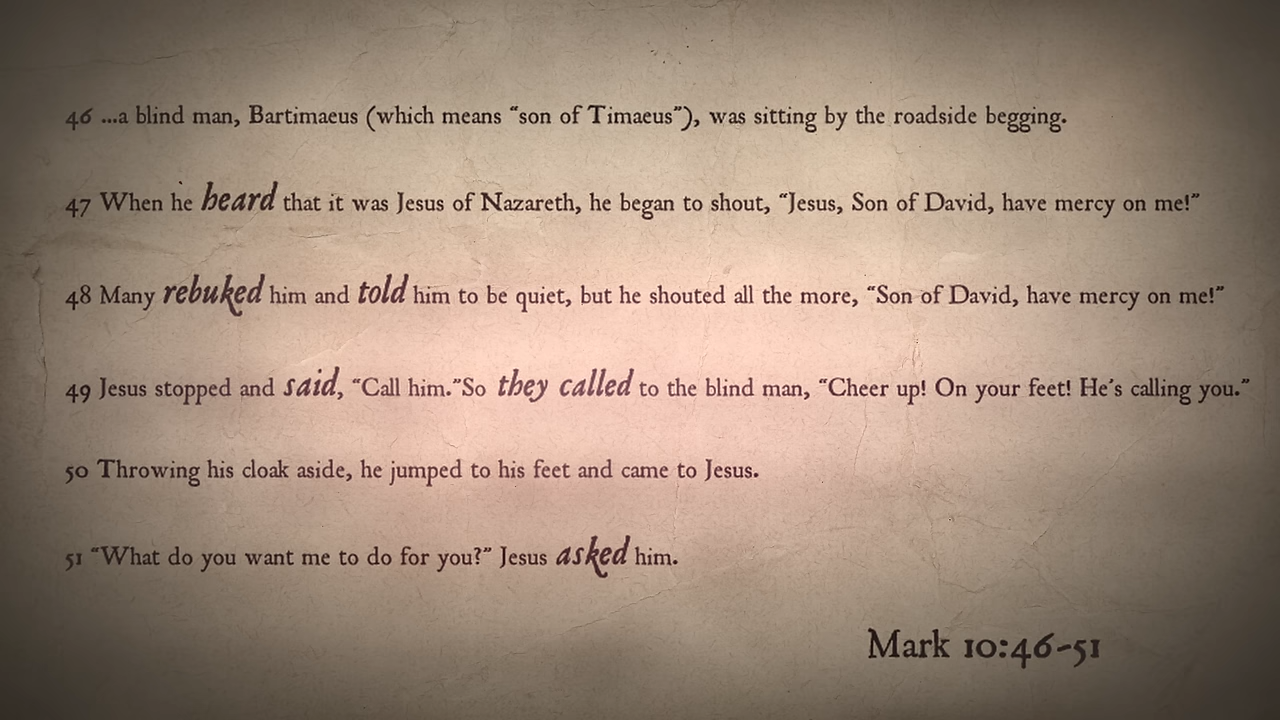 46 ...a blind man, Bartimaeus (which means “son of Timaeus”), was sitting by the roadside begging.
47 When he heard that it was Jesus of Nazareth, he began to shout, “Jesus, Son of David, have mercy on me!”
48 Many rebuked him and told him to be quiet, but he shouted all the more, “Son of David, have mercy on me!”
49 Jesus stopped and said, “Call him.”So they called to the blind man, “Cheer up! On your feet! He’s calling you.”
50 Throwing his cloak aside, he jumped to his feet and came to Jesus.
51 “What do you want me to do for you?” Jesus asked him.
Mark 10:46-51